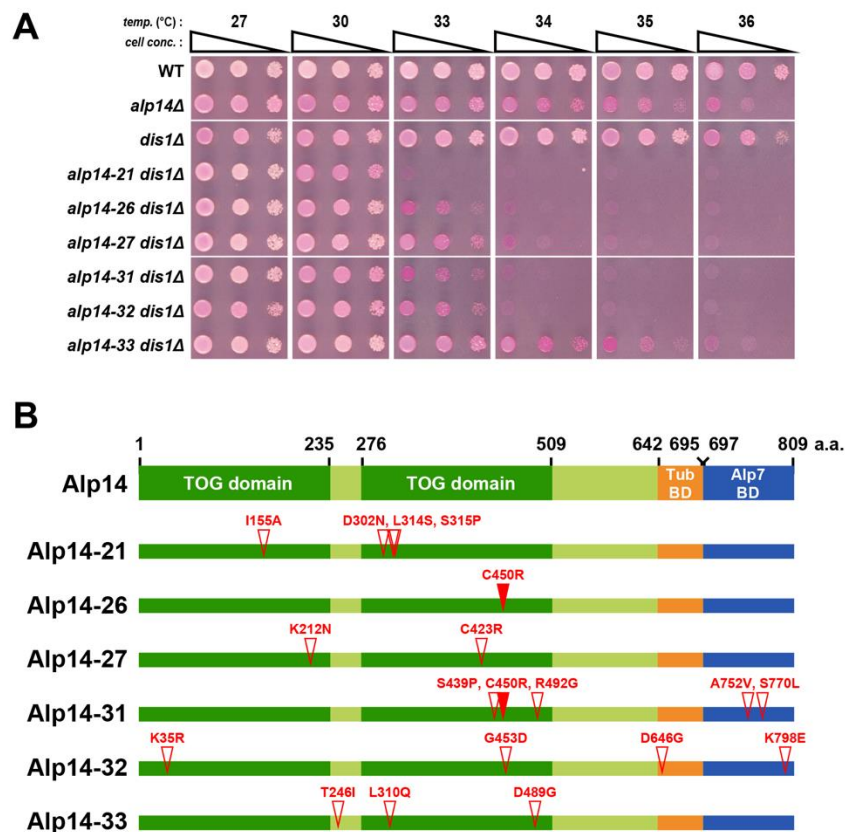 A
temp. (°C) : 27 30 33 34 35 36
cell conc. :
WT
alp14Δ
dis1Δ
alp14-21 dis1Δ
alp14-26 dis1Δ
alp14-27 dis1Δ
alp14-31 dis1Δ
alp14-32 dis1Δ
alp14-33 dis1Δ
B
1 235 276 509 642 695 697 809 a.a.
Alp14 TOG domain TOG domain Tub BD Alp7 BD
I155A D302N, L314S, S315P
Alp14-21
C450R
Alp14-26
K212N C423R
Alp14-27
S439P, C450R, R492G A752V, S770L
Alp14-31
K35R G453D D646G K798E
Alp14-32
T246I L310Q D489G
Alp14-33